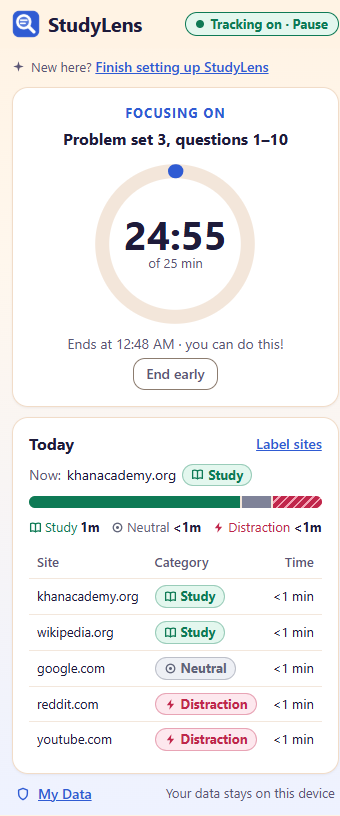 StudyLens
Tracking on · Pause
New here? Finish setting up StudyLens
FOCUSING ON
Problem set 3, questions 1–10
24:55
of 25 min
Ends at 12:48 AM · you can do this!
End early
Today
Label sites
Now: khanacademy.org Study
Study 1m Neutral <1m Distraction <1m
Site Category Time
khanacademy.org Study <1 min
wikipedia.org Study <1 min
google.com Neutral <1 min
reddit.com Distraction <1 min
youtube.com Distraction <1 min
My Data
Your data stays on this device